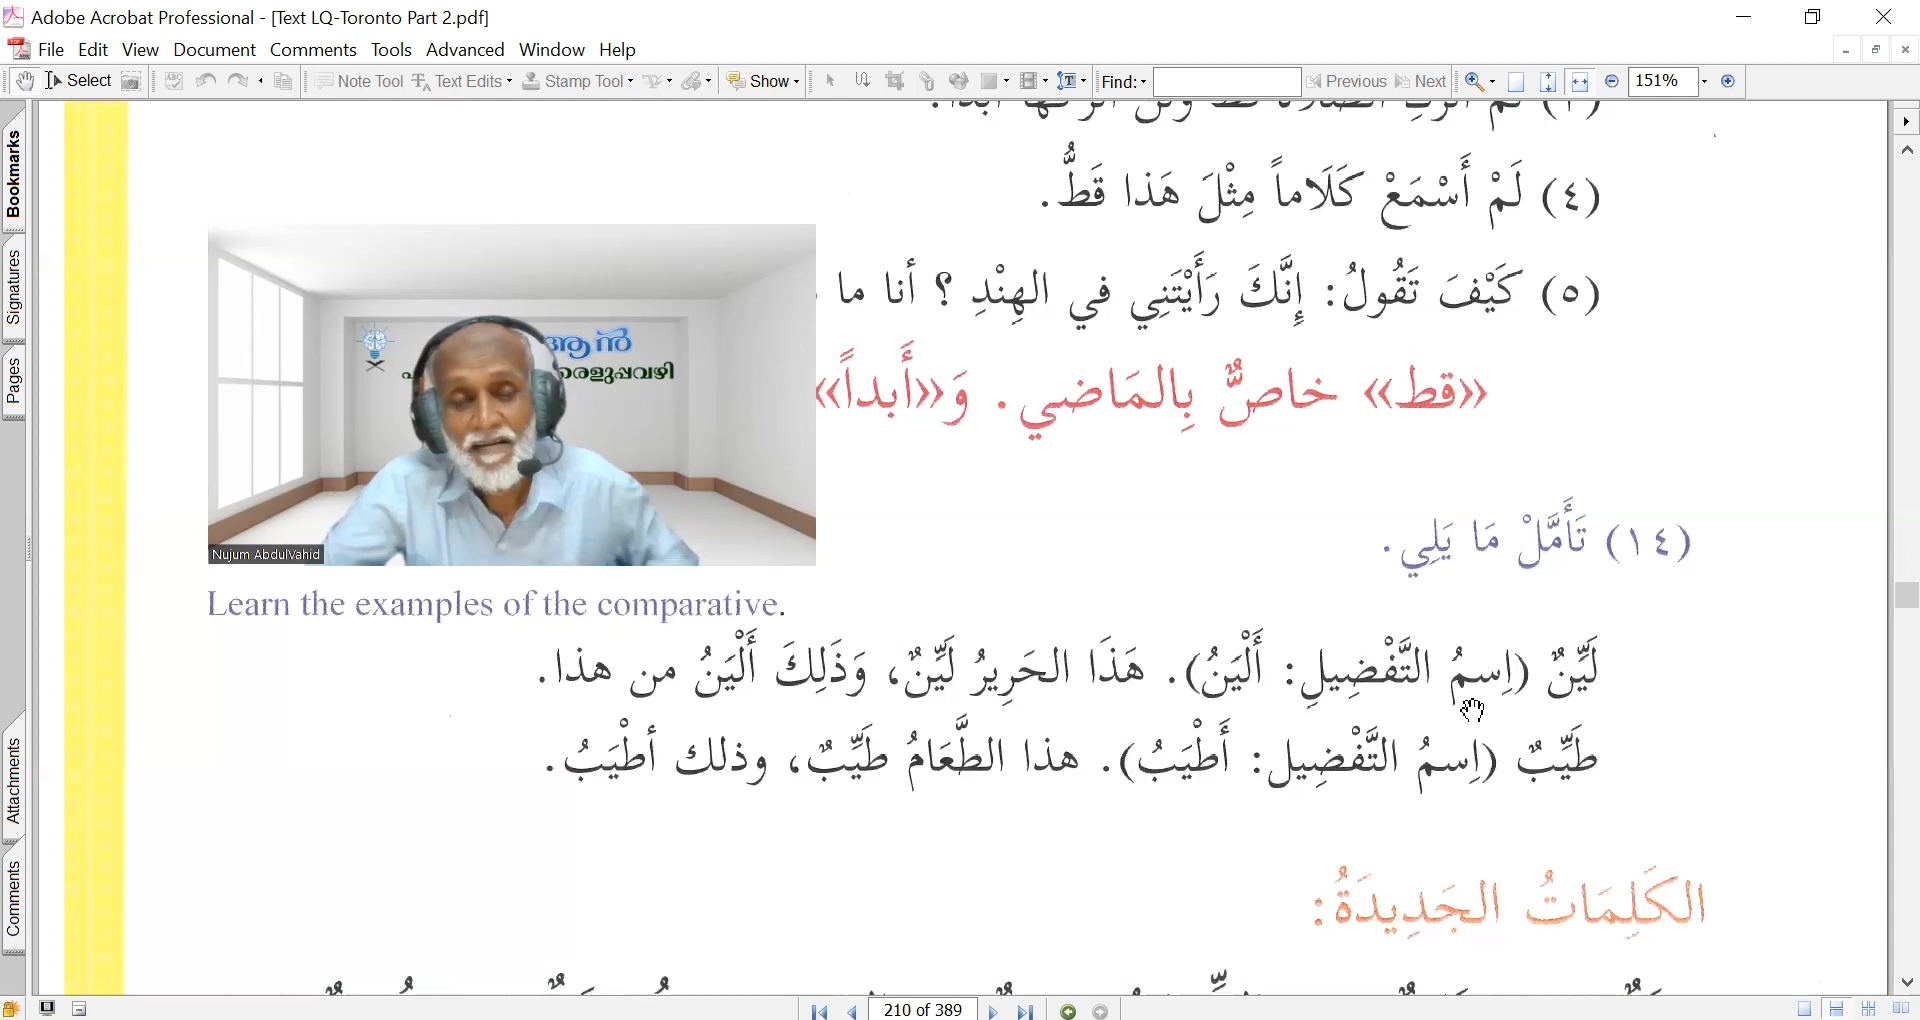 Adobe Acrobat Professional - [Text LQ-Toronto Part 2.pdf]
File Edit View Document Comments Tools Advanced Window Help
Select Note Tool Text Edits Stamp Tool Show Find: Previous Next 151%
Bookmarks
Signatures
Pages
Attachments
Comments
(٤) لَمْ أَسْمَعْ كَلَاماً مِثْلَ هَذا قَطُّ.
(٥) كَيْفَ تَقُولُ: إِنَّكَ رَأَيْتَنِي في الهِنْدِ ؟ أنا ما
«قط» خاصٌّ بِالمَاضي . وَ«أَبداً»
ആൻ
രെളുപ്പവഴി
Nujum AbdulVahid
(١٤) تَأَمَّلْ مَا يَلِي.
Learn the examples of the comparative.
لَيِّنٌ (اِسمُ التَّفْضِيلِ: أَلْيَنُ). هَذَا الحَرِيرُ لَيِّنٌ، وَذَلِكَ أَلْيَنُ من هذا.
طَيِّبٌ (اِسمُ التَّفْضِيل: أَطْيَبُ). هذا الطَّعَامُ طَيِّبٌ، وذلك أطْيَبُ.
الكَلِمَاتُ الجَدِيدَةُ:
210 of 389